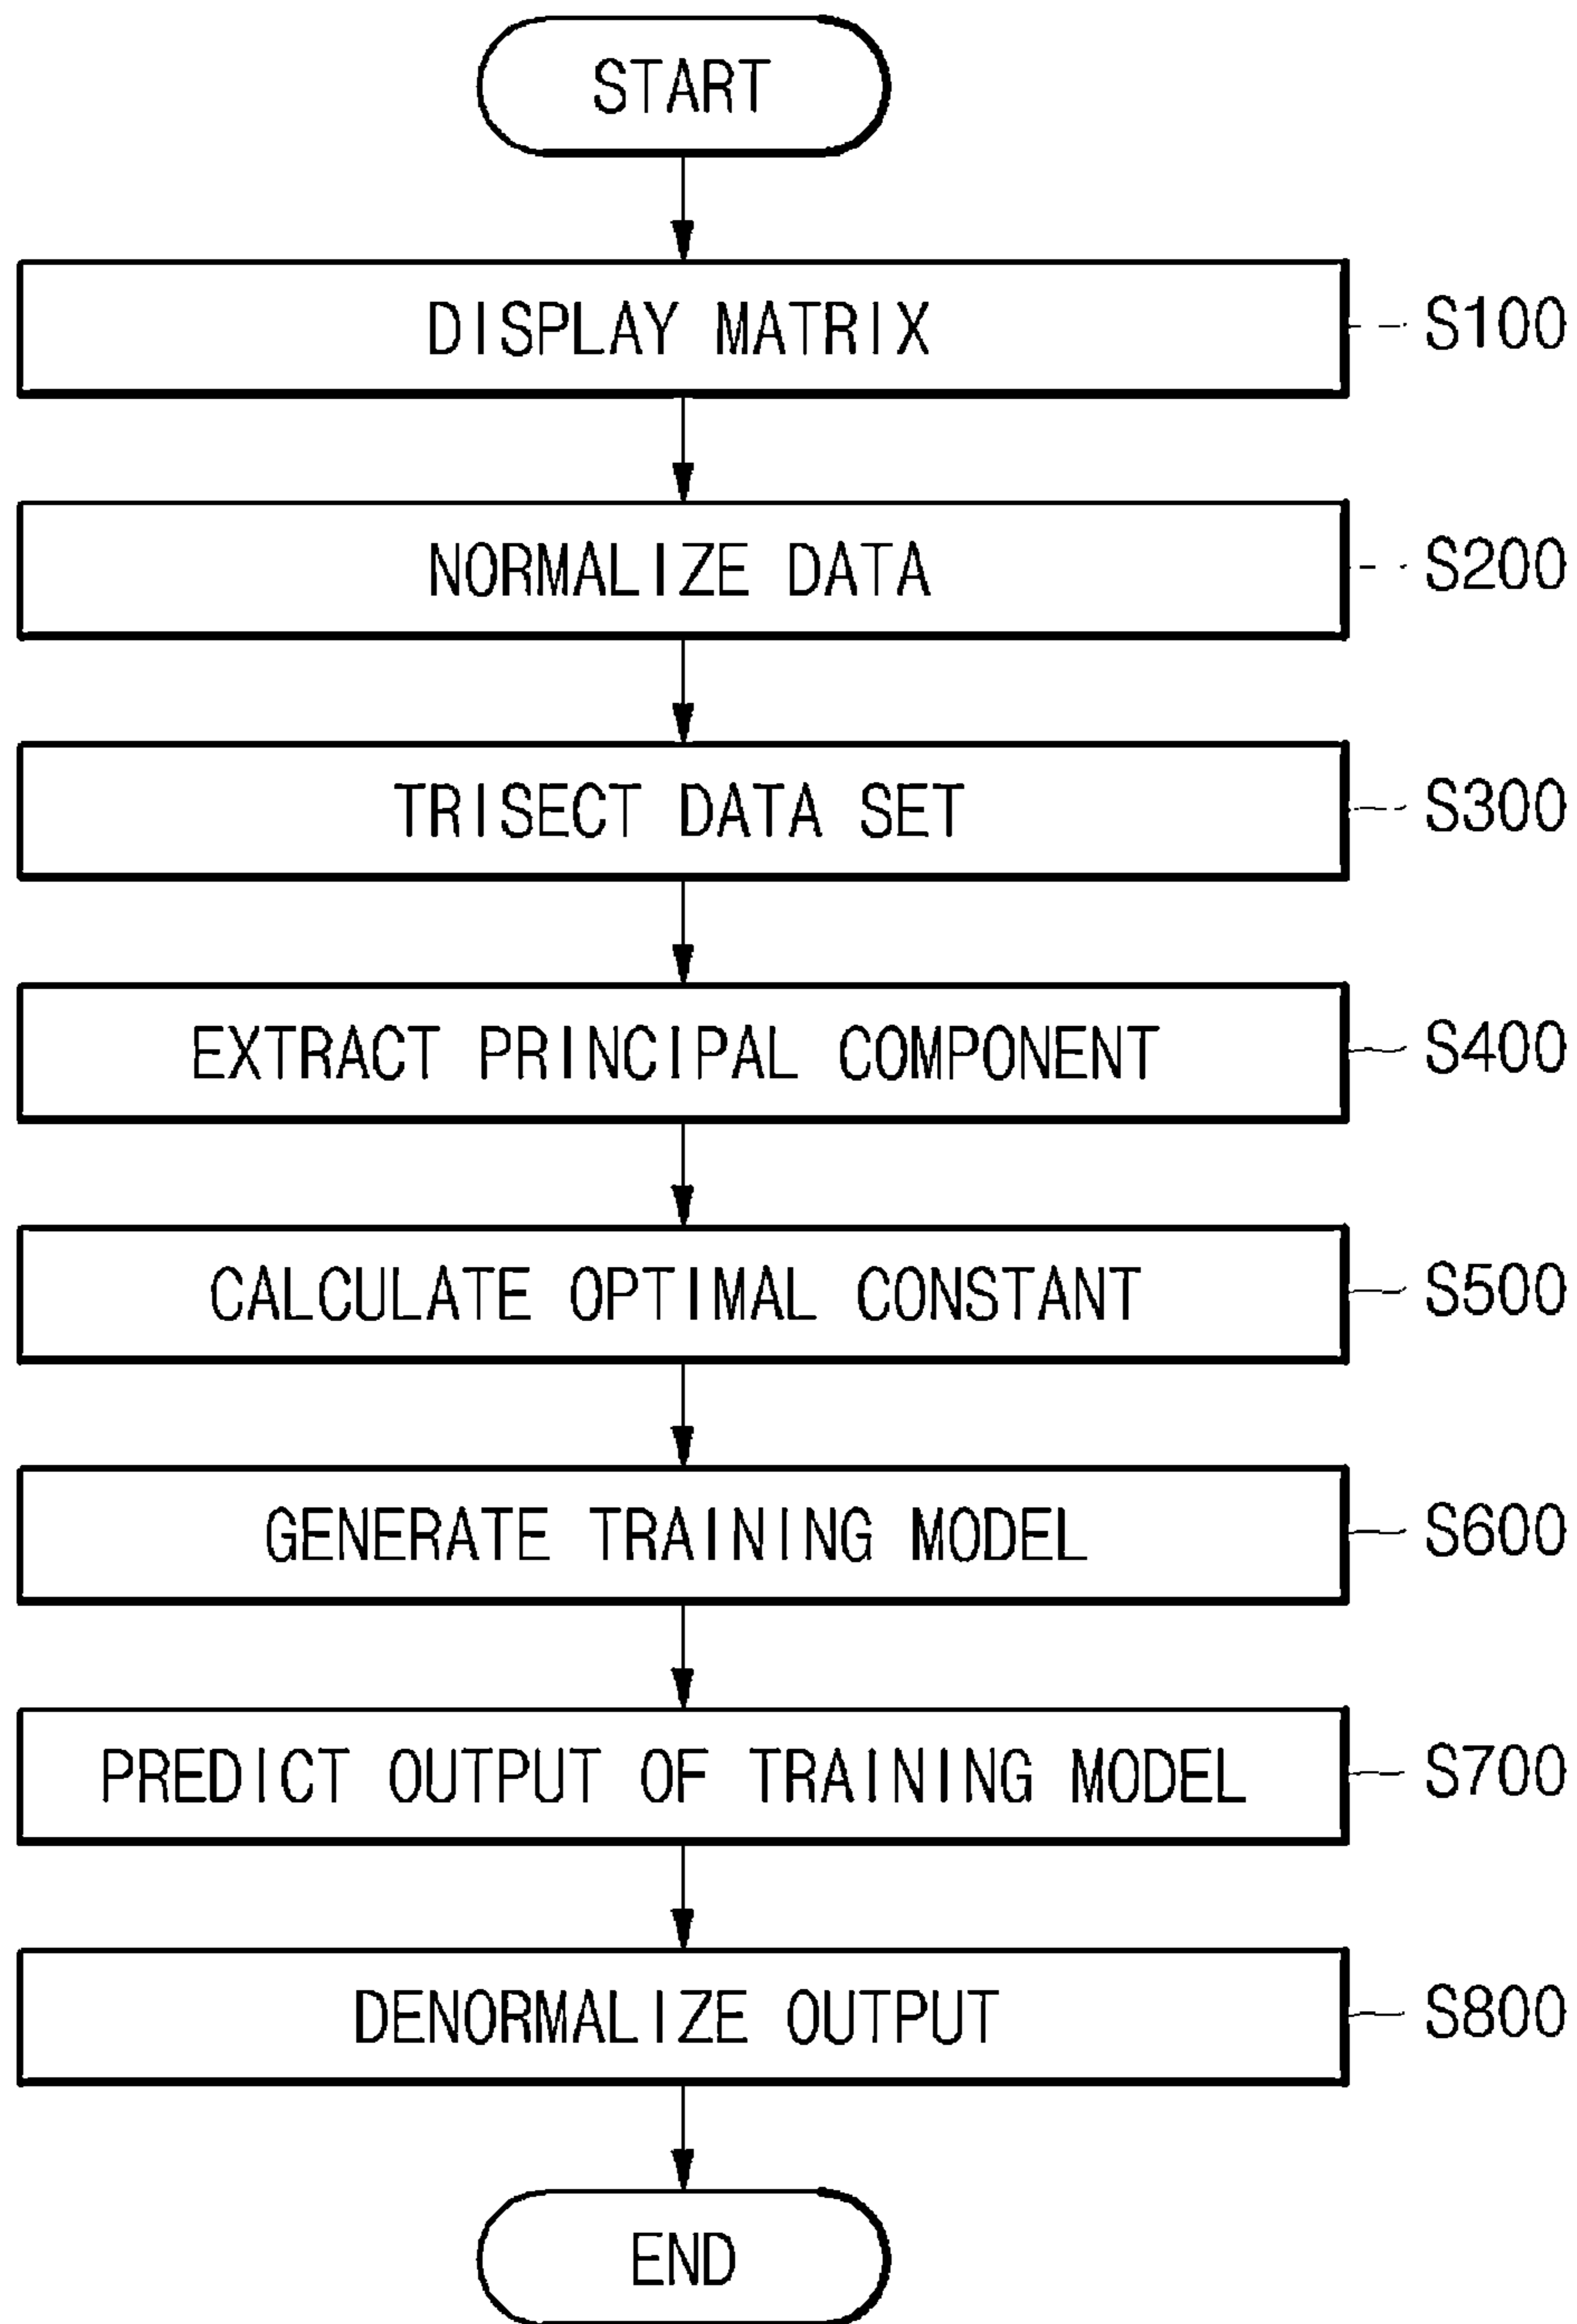 START
DISPLAY MATRIX
S100
NORMALIZE DATA
S200
TRISECT DATA SET
S300
EXTRACT PRINCIPAL COMPONENT
S400
CALCULATE OPTIMAL CONSTANT
S500
GENERATE TRAINING MODEL
S600
PREDICT OUTPUT OF TRAINING MODEL
S700
DENORMALIZE OUTPUT
S800
END